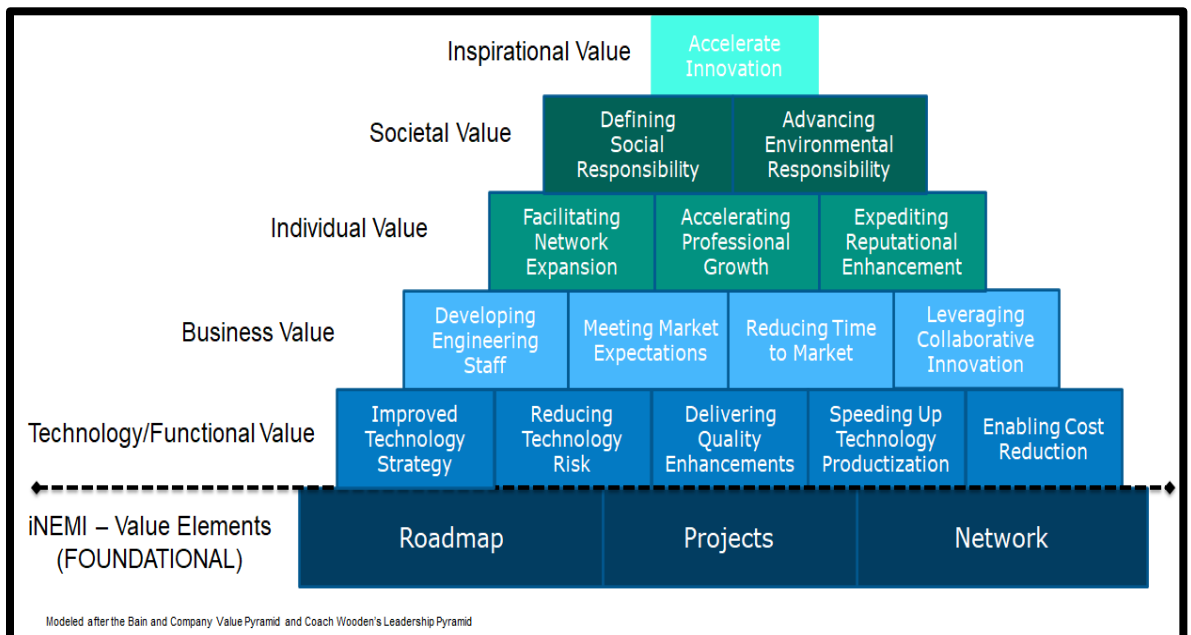 Inspirational Value
Accelerate
Innovation
Societal Value
Defining
Social
Responsibility
Advancing
Environmental
Responsibility
Individual Value
Facilitating
Network
Expansion
Accelerating
Professional
Growth
Expediting
Reputational
Enhancement
Business Value
Developing
Engineering
Staff
Meeting Market
Expectations
Reducing Time
to Market
Leveraging
Collaborative
Innovation
Technology/Functional Value
Improved
Technology
Strategy
Reducing
Technology
Risk
Delivering
Quality
Enhancements
Speeding Up
Technology
Productization
Enabling Cost
Reduction
iNEMI – Value Elements
(FOUNDATIONAL)
Roadmap
Projects
Network
Modeled after the Bain and Company Value Pyramid and Coach Wooden's Leadership Pyramid